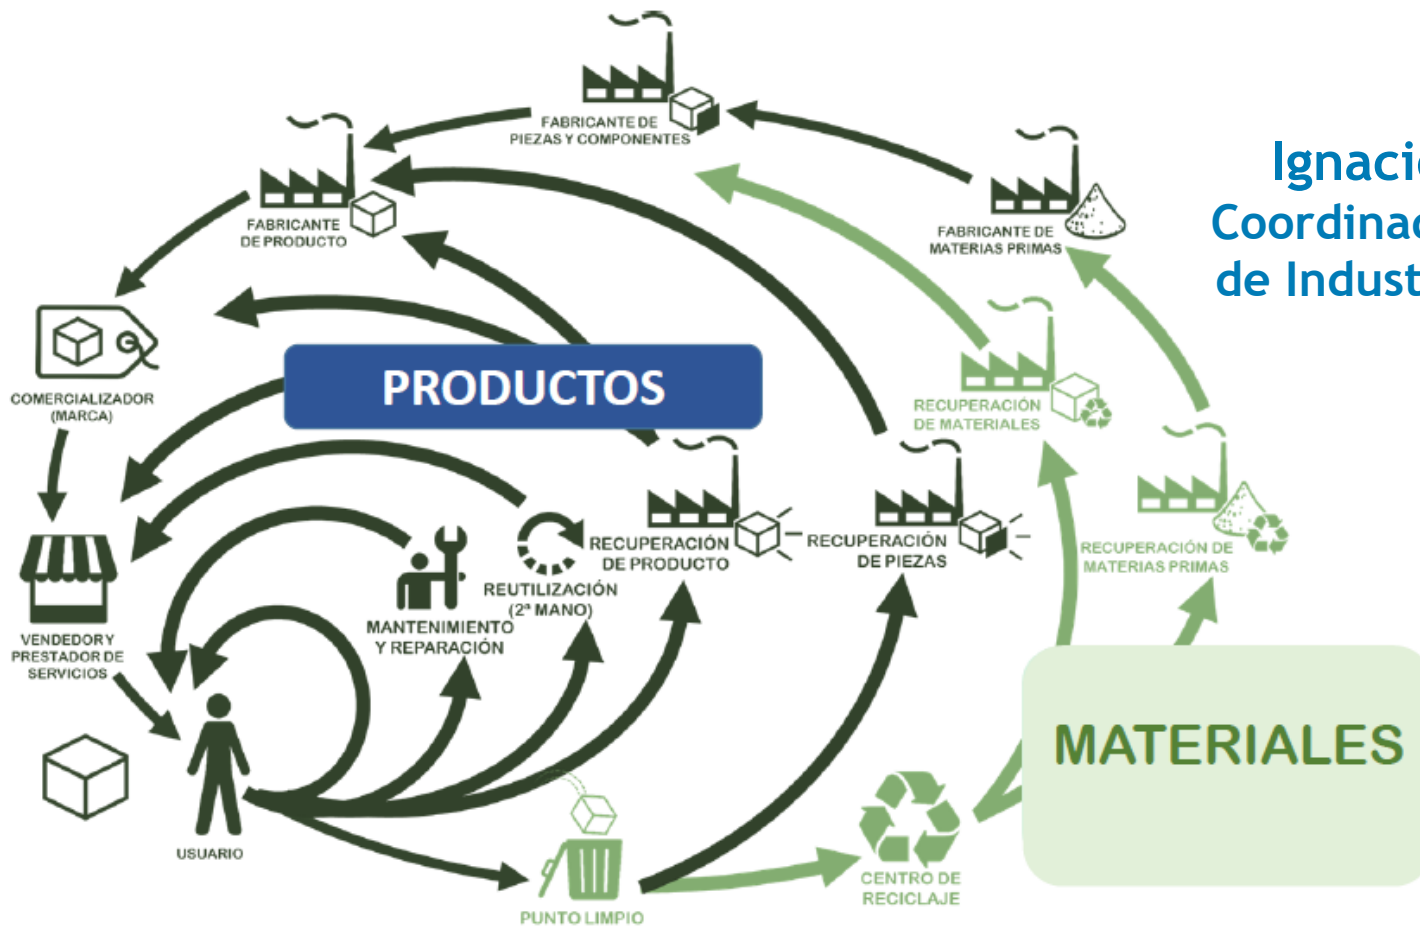 FABRICANTE DE
PIEZAS Y COMPONENTES
FABRICANTE
DE PRODUCTO
FABRICANTE DE
MATERIAS PRIMAS
COMERCIALIZADOR
(MARCA)
PRODUCTOS
RECUPERACIÓN
DE MATERIALES
RECUPERACIÓN DE
MATERIAS PRIMAS
RECUPERACIÓN
DE PRODUCTO
RECUPERACIÓN
DE PIEZAS
REUTILIZACIÓN
(2ª MANO)
MANTENIMIENTO
Y REPARACIÓN
VENDEDOR Y
PRESTADOR DE
SERVICIOS
USUARIO
PUNTO LIMPIO
CENTRO DE
RECICLAJE
MATERIALES
de